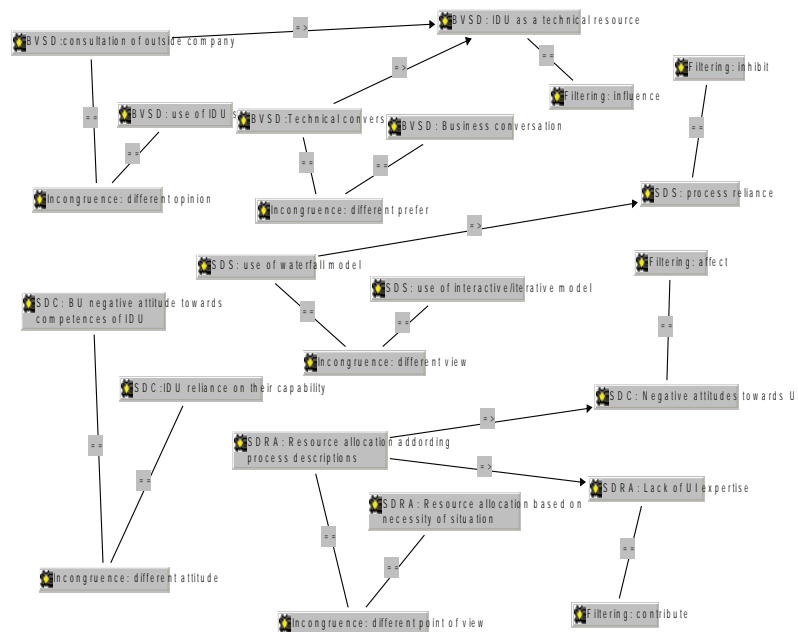 BVSD: IDU as a technical resource
=>
BVSD:consultation of outside company
==
=>
Filtering: inhibit
Filtering: influence
==
BVSD: use of IDU s
BVSD:Technical convers
BVSD: Business conversation
==
==
==
==
SDS: process reliance
Incongruence: different opinion
Incongruence: different prefer
=>
SDS: use of waterfall model
Filtering: affect
SDS: use of interactive/iterative model
SDC: BU negative attitude towards
competences of IDU
==
==
==
Incongruence: different view
SDC:IDU reliance on their capability
SDC: Negative attitudes towards U
=>
SDRA: Resource allocation addording
process descriptions
==
=>
==
SDRA: Lack of UI expertise
SDRA: Resource allocation based on
necessity of situation
==
==
==
Incongruence: different attitude
Incongruence: different point of view
Filtering: contribute